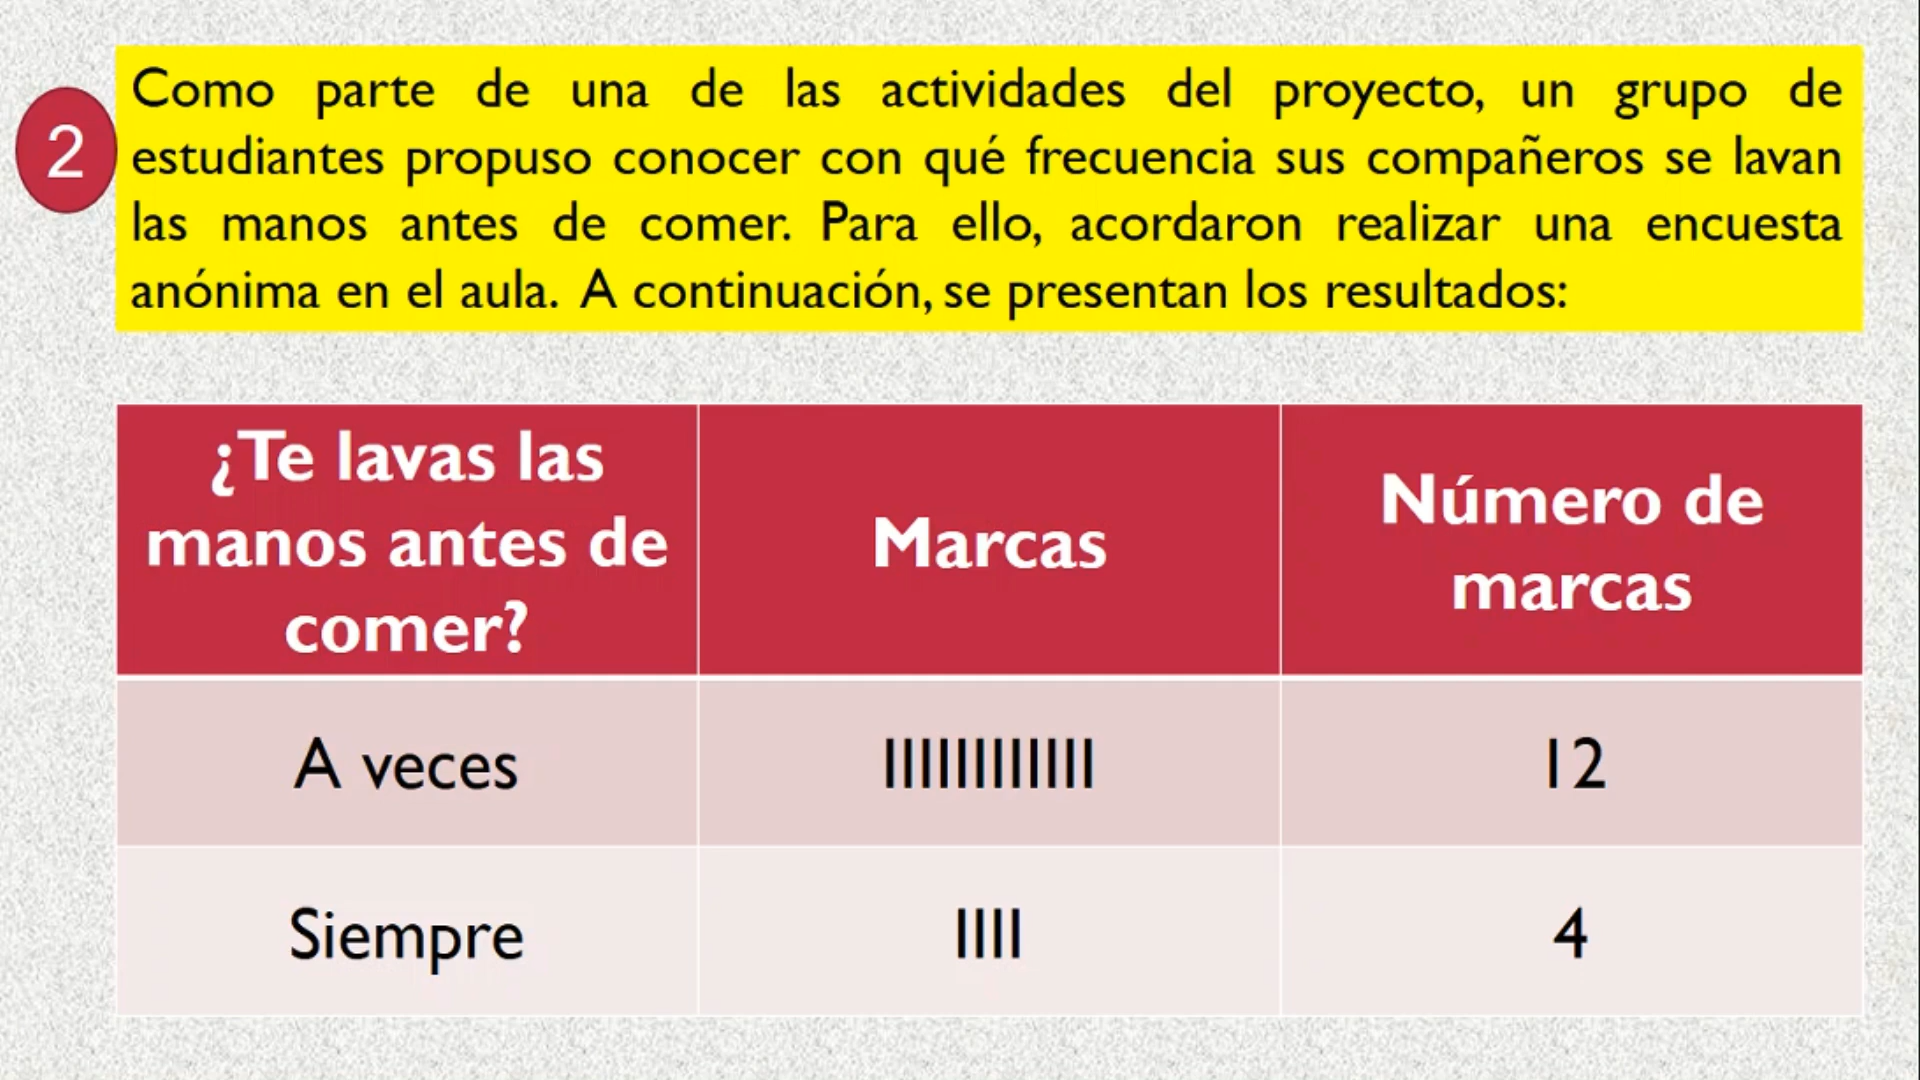 2
Como parte de una de las actividades del proyecto, un grupo de
estudiantes propuso conocer con qué frecuencia sus compañeros se lavan
las manos antes de comer. Para ello, acordaron realizar una encuesta
anónima en el aula. A continuación, se presentan los resultados:
¿Te lavas las
manos antes de
comer?
Marcas
Número de
marcas
A veces
IIIIIIIIIIII
12
Siempre
IIII
4